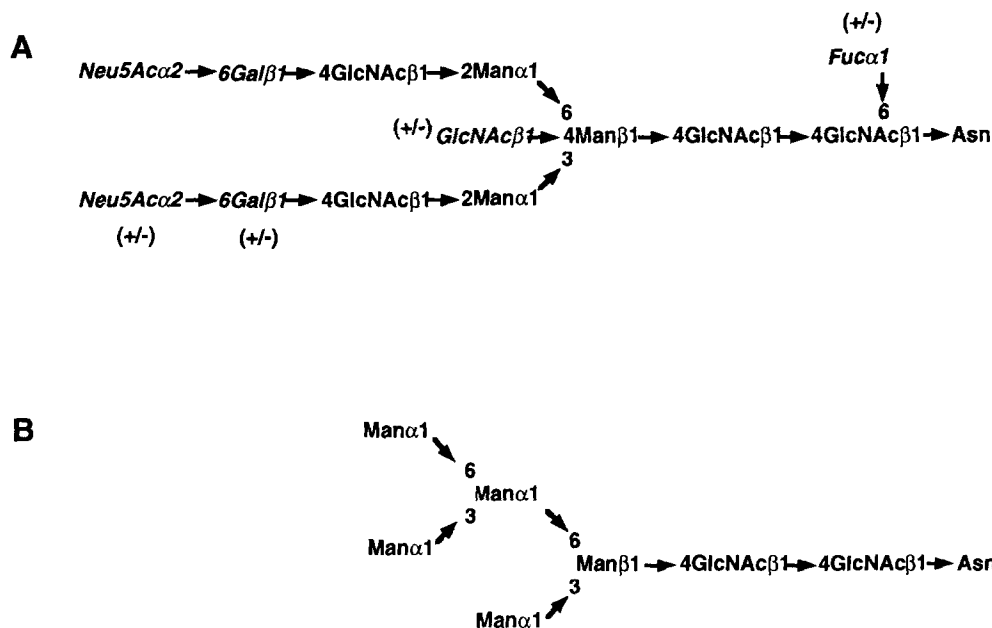 A
(+/-)
Fucα1
Neu5Acα2 → 6Galβ1 → 4GlcNAcβ1 → 2Manα1
6 6
(+/-) GlcNAcβ1 → 4Manβ1 → 4GlcNAcβ1 → 4GlcNAcβ1 → Asn
3
Neu5Acα2 → 6Galβ1 → 4GlcNAcβ1 → 2Manα1
(+/-) (+/-)
B
Manα1
6
Manα1
3
Manα1
6
Manβ1 → 4GlcNAcβ1 → 4GlcNAcβ1 → Asn
3
Manα1